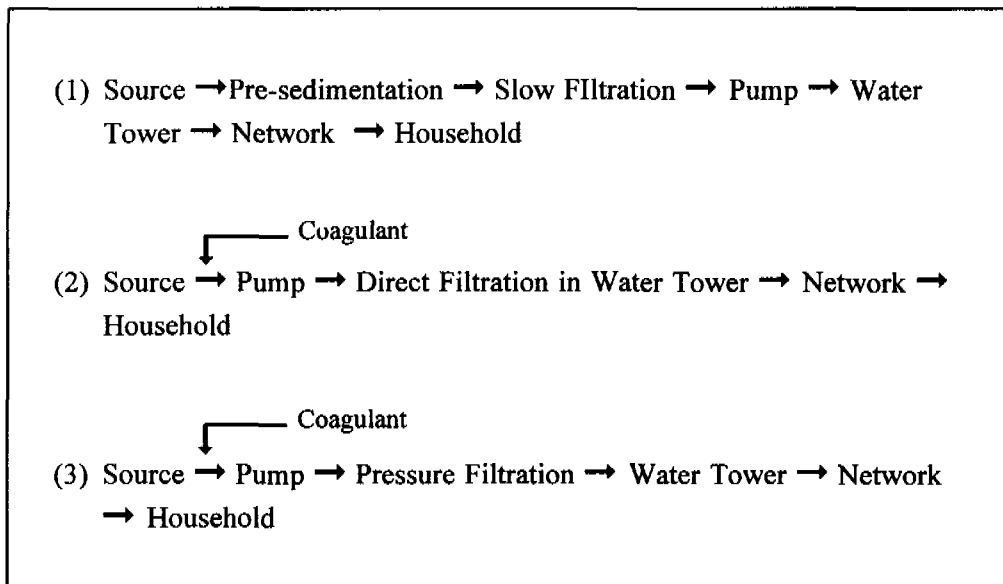 (1) Source → Pre-sedimentation → Slow FIltration → Pump → Water
Tower → Network → Household
Coagulant
(2) Source → Pump → Direct Filtration in Water Tower → Network →
Household
Coagulant
(3) Source → Pump → Pressure Filtration → Water Tower → Network
→ Household